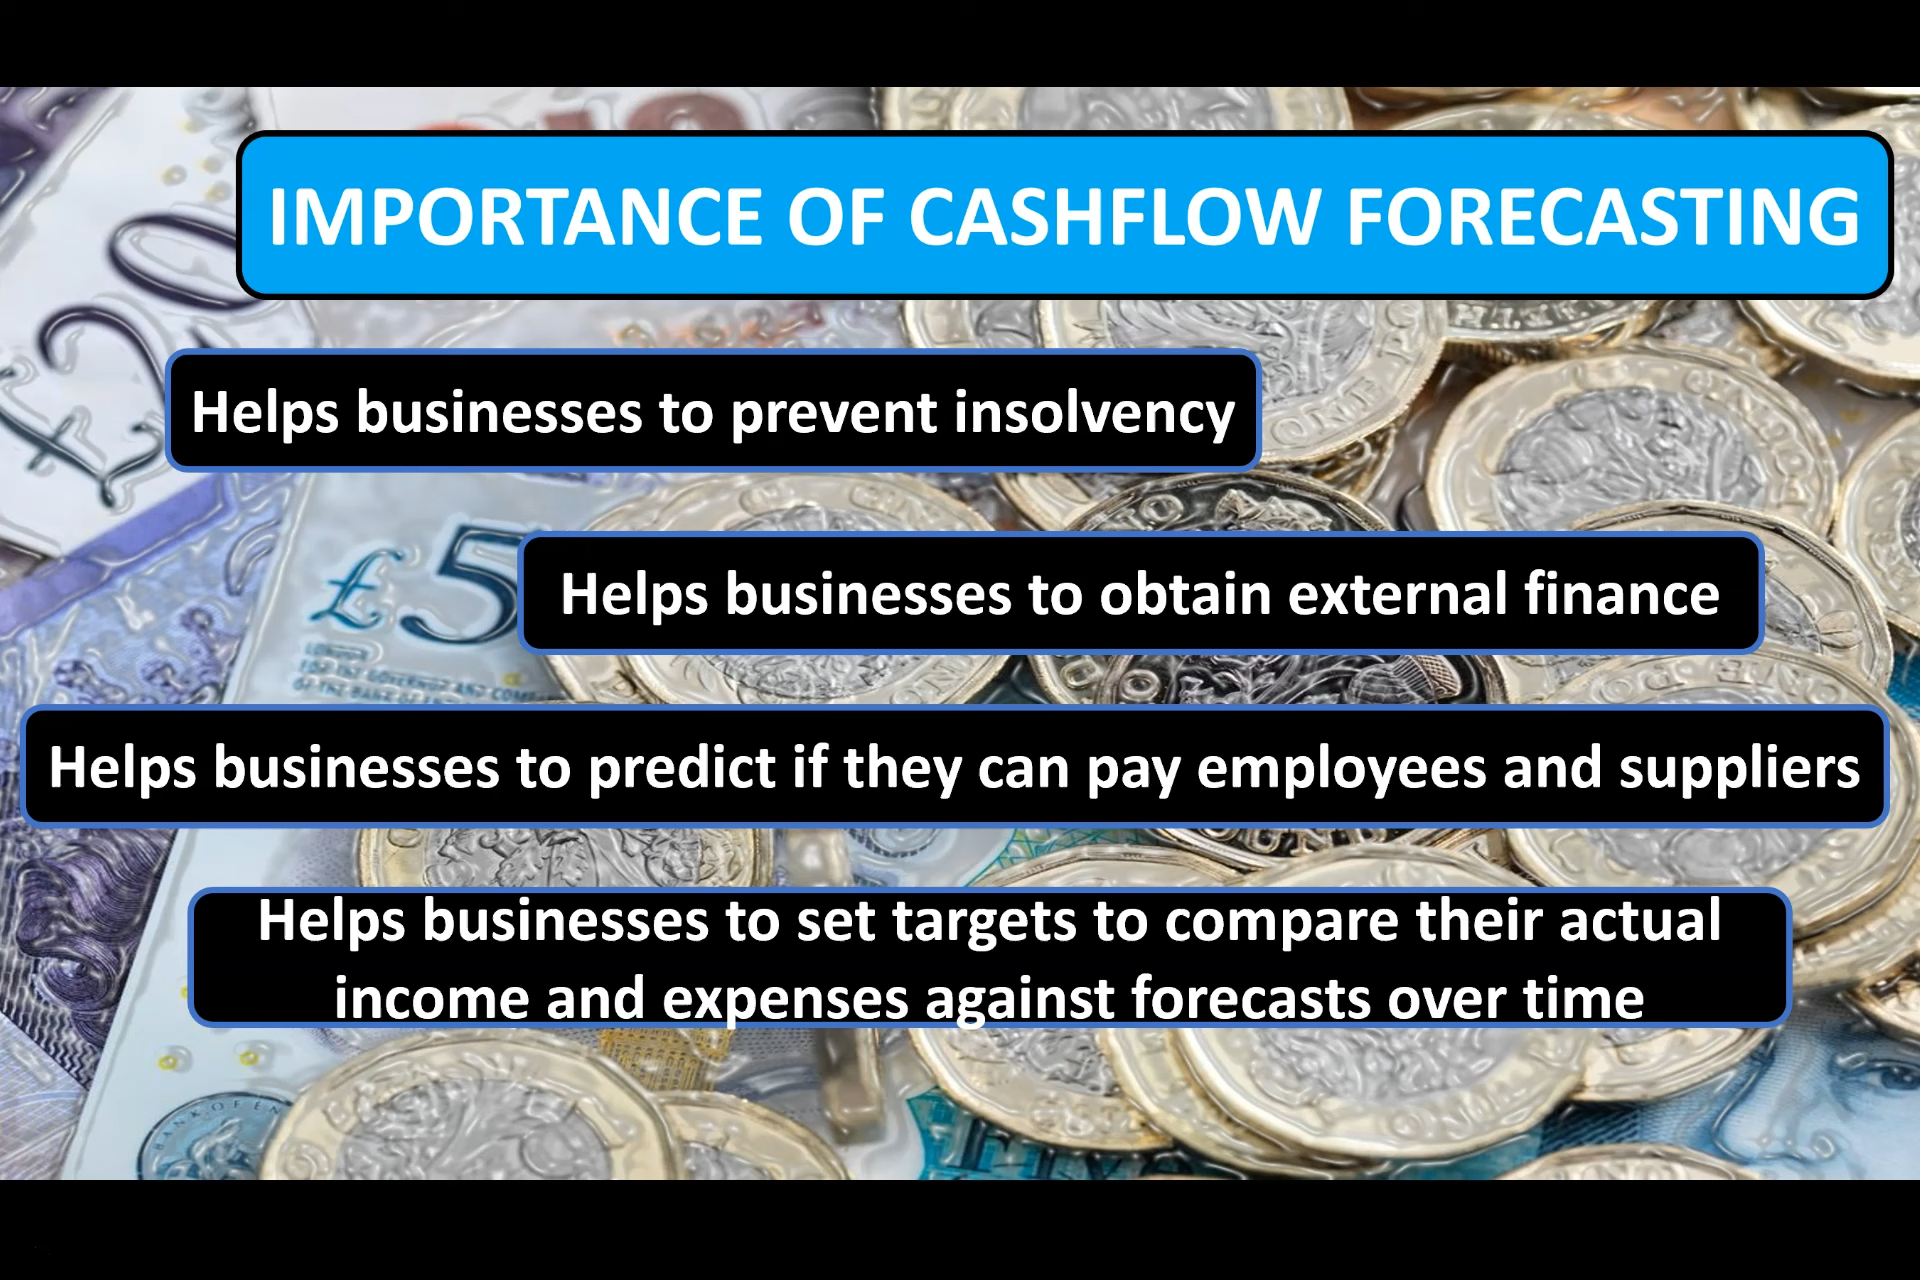 IMPORTANCE OF CASHFLOW FORECASTING
£20
Helps businesses to prevent insolvency
£5
Helps businesses to obtain external finance
Helps businesses to predict if they can pay employees and suppliers
Helps businesses to set targets to compare their actual
income and expenses against forecasts over time